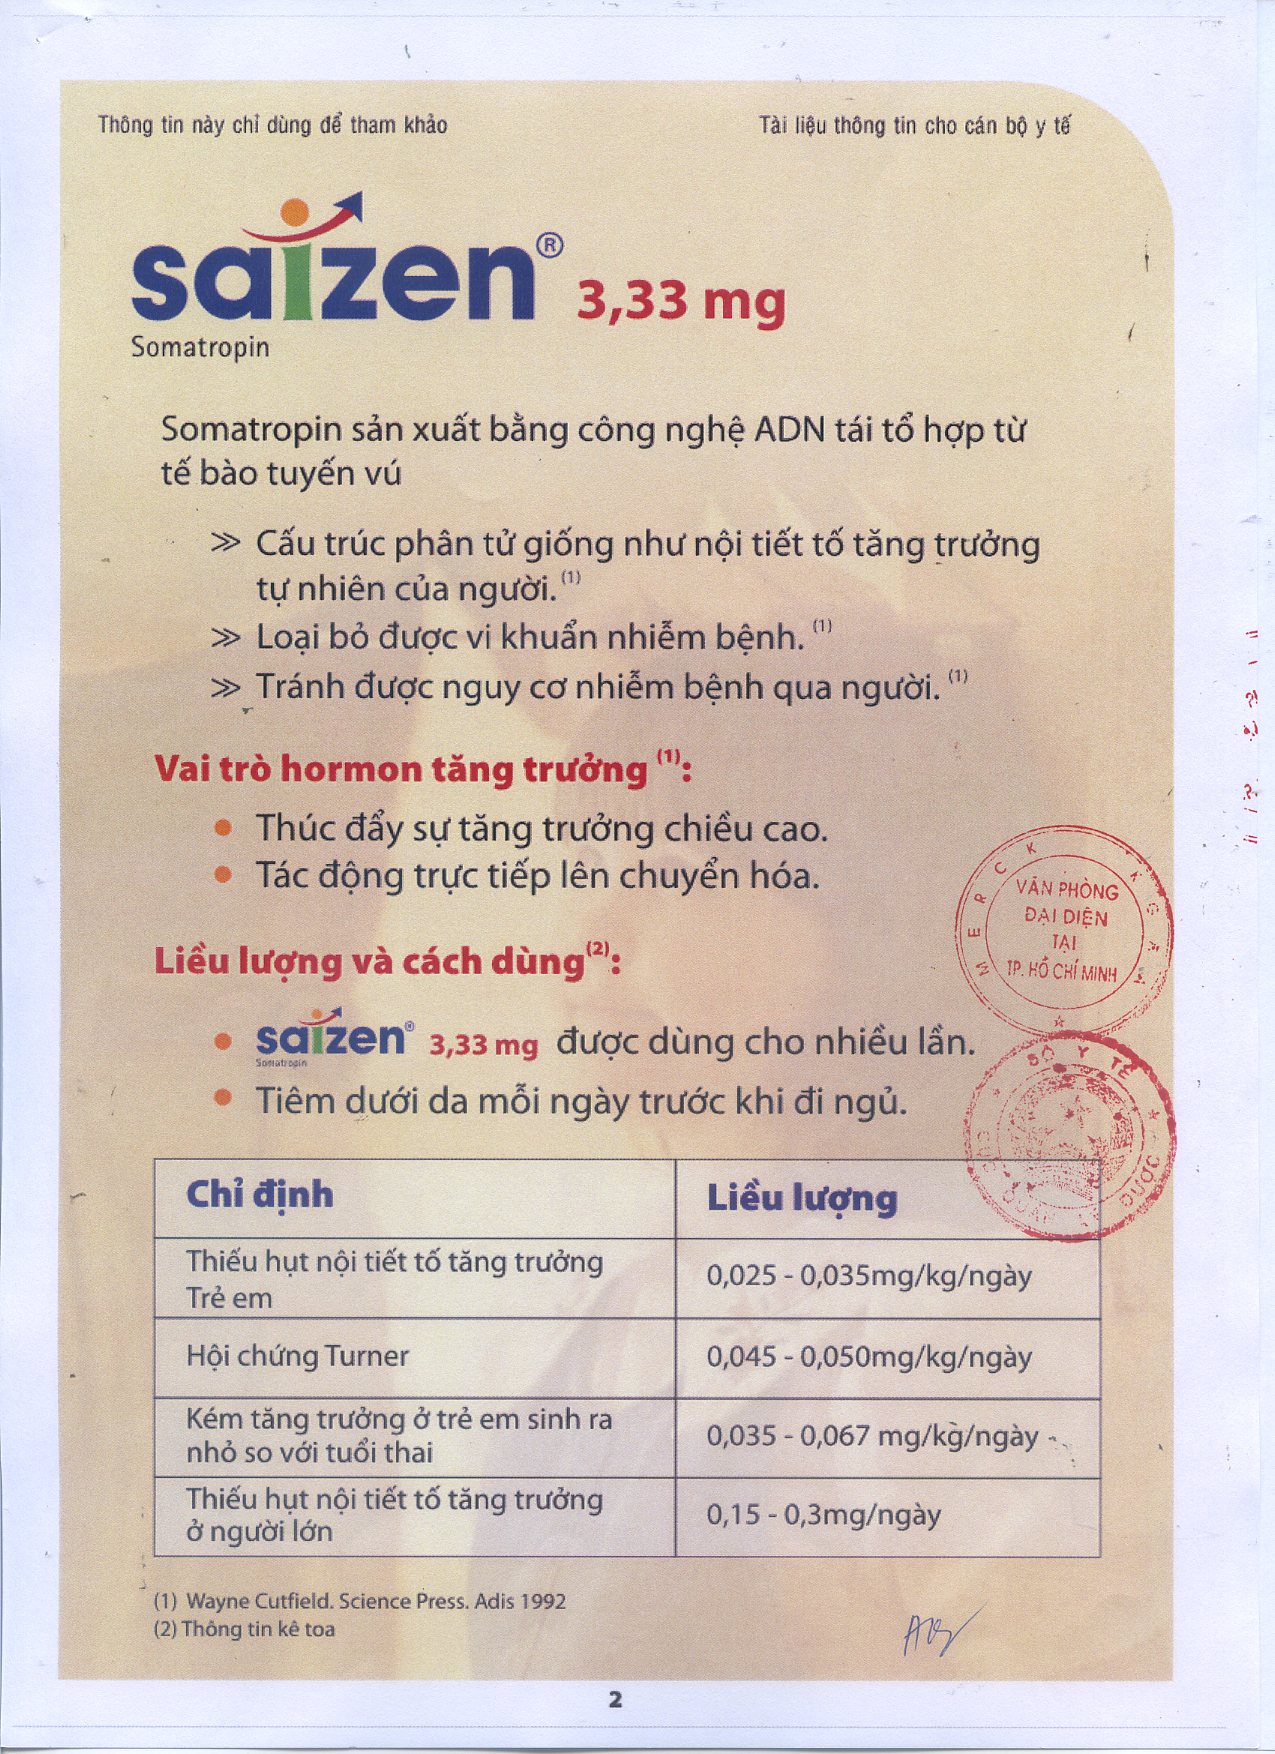 Thông tin này chỉ dùng để tham khảo
Tài liệu thông tin cho cán bộ y tế
saizen® 3,33 mg
Somatropin
Somatropin sản xuất bằng công nghệ ADN tái tổ hợp từ
tế bào tuyến vú
>> Cấu trúc phân tử giống như nội tiết tố tăng trưởng
tự nhiên của người. (1)
>> Loại bỏ được vi khuẩn nhiễm bệnh. (1)
>> Tránh được nguy cơ nhiễm bệnh qua người. (1)
Vai trò hormon tăng trưởng (1):
• Thúc đẩy sự tăng trưởng chiều cao.
• Tác động trực tiếp lên chuyển hóa.
MERCK KGAA
VĂN PHÒNG
ĐẠI DIỆN
TẠI
TP. HỒ CHÍ MINH
Liều lượng và cách dùng(2):
• saizen® 3,33 mg được dùng cho nhiều lần.
Somatropin
• Tiêm dưới da mỗi ngày trước khi đi ngủ.
BỘ Y TẾ
CỤC QUẢN LÝ DƯỢC
Chỉ định
Liều lượng
Thiếu hụt nội tiết tố tăng trưởng
Trẻ em
0,025 - 0,035mg/kg/ngày
Hội chứng Turner
0,045 - 0,050mg/kg/ngày
Kém tăng trưởng ở trẻ em sinh ra
nhỏ so với tuổi thai
0,035 - 0,067 mg/kg/ngày
Thiếu hụt nội tiết tố tăng trưởng
ở người lớn
0,15 - 0,3mg/ngày
(1) Wayne Cutfield. Science Press. Adis 1992
(2) Thông tin kê toa
2